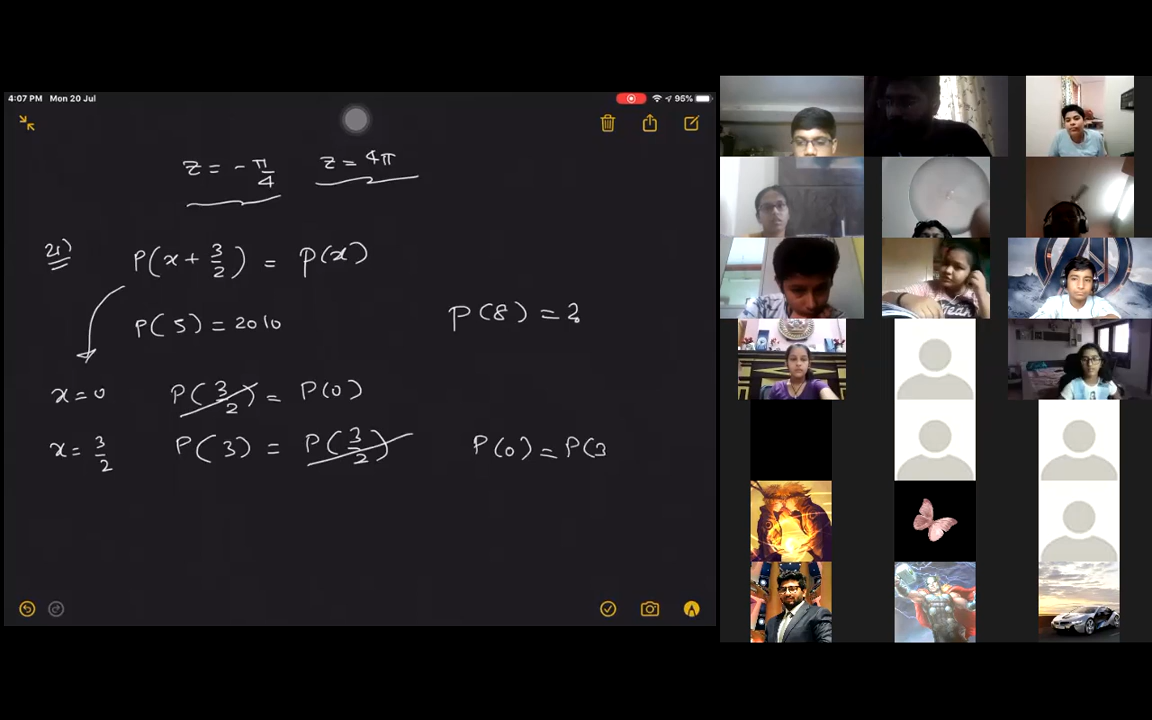 4:07 PM Mon 20 Jul 95%
z = -π/4 z = 4π
21) P(x + 3/2) = P(x)
P(5) = 2010 P(8) = ?
x = 0 P(3/2) = P(0)
x = 3/2 P(3) = P(3/2) P(0) = P(3